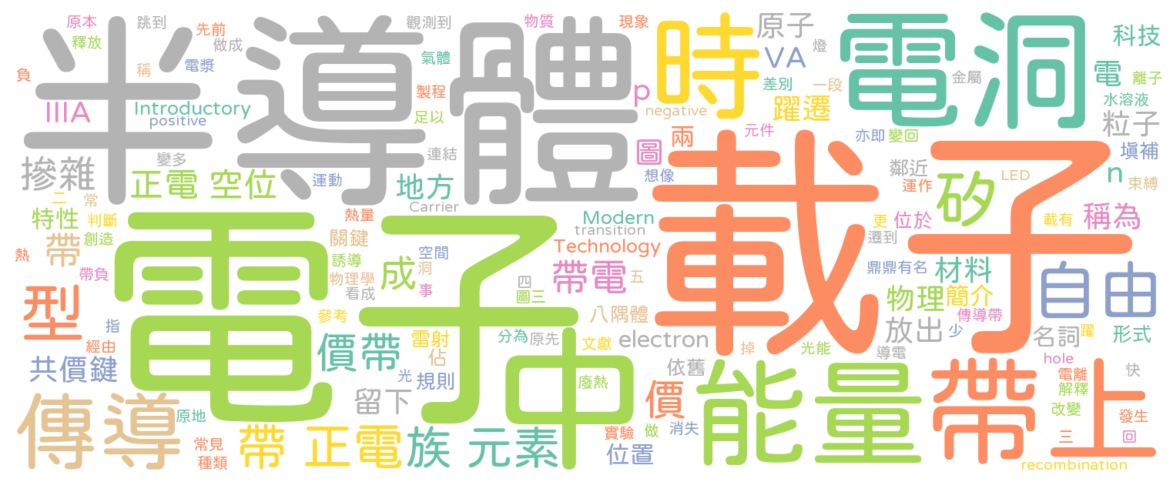 半導體
時
電洞
電子
載子
中
能量
帶
上
傳導
原本
跳到
釋放
做成
先前
觀測到
物質
現象
原子
燈
科技
負
稱
電漿
氣體
p
VA
差別
一段
金屬
電
離子
IIIA
Introductory
positive
製程
足以
negative
躍遷
水溶液
粒子
變多
連結
圖
兩
元件
亦即
變回
填補
摻雜
正電
空位
運動
地方
想像
鄰近
運作
矽
LED
n
束縛
二
常
Carrier
特性
判斷
創造
熱量
Modern
transition
Technology
更
位於
載有
稱為
帶
關鍵
誘導
空間
洞
遷到
熱
帶負
物理學
看成
成
事
帶電
四
圖三
五
鼎鼎有名
材料
自由
型
參考
八隅體
物理
簡介
傳導帶
少
指
經由
價帶
雷射
佔
分為
原先
文獻
electron
放出
名詞
躍
形式
共價鍵
光
規則
依舊
掉
光能
導電
hole
快
留下
廢熱
價
電離
解釋
原地
改變
發生
常見
種類
帶
正電
族
元素
實驗
做
消失
位置
三
回
recombination